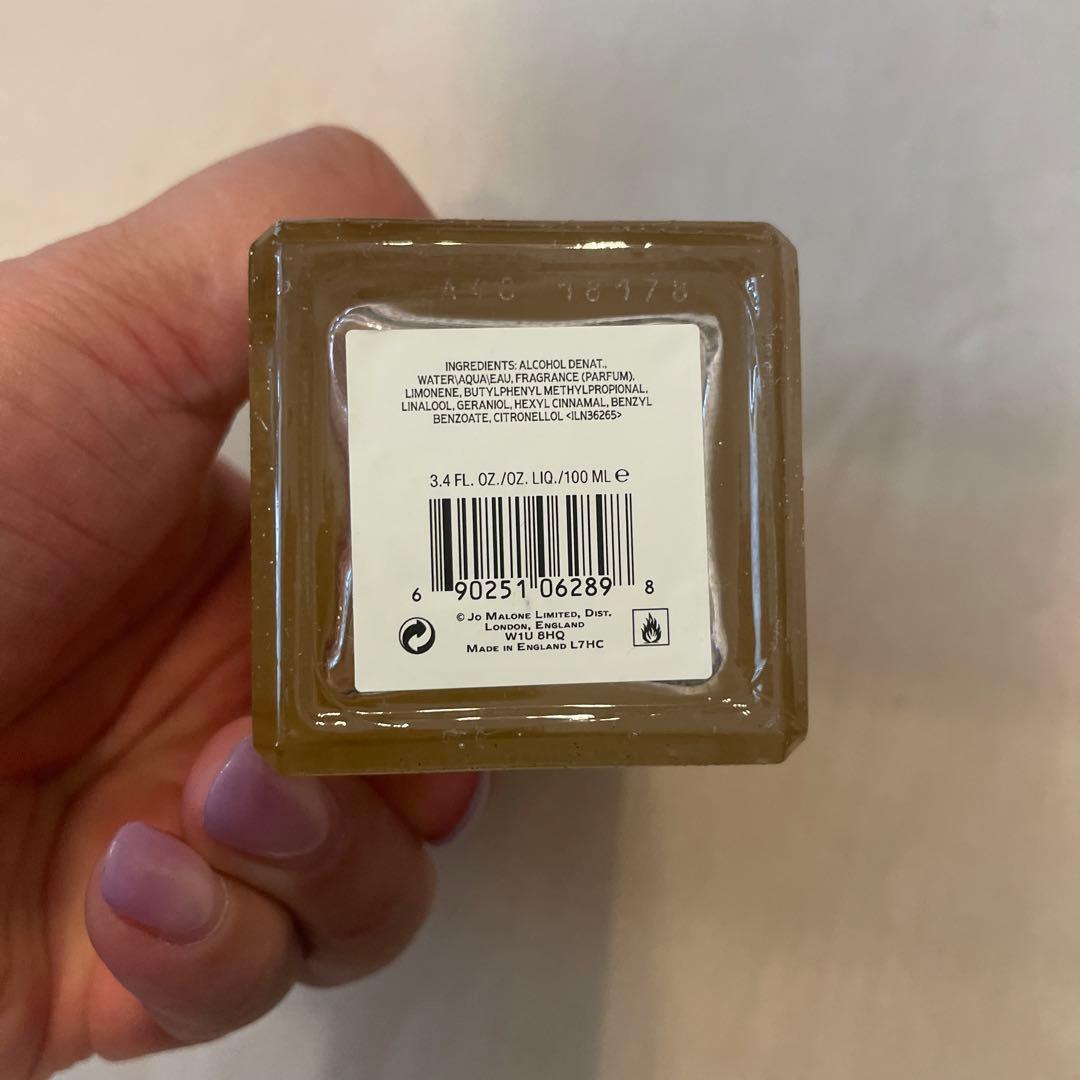 A48 18178
INGREDIENTS: ALCOHOL DENAT.,
WATER\AQUA\EAU, FRAGRANCE (PARFUM),
LIMONENE, BUTYLPHENYL METHYLPROPIONAL,
LINALOOL, GERANIOL, HEXYL CINNAMAL, BENZYL
BENZOATE, CITRONELLOL <ILN36265>
3.4 FL. OZ./OZ. LIQ./100 ML ℮
6 90251 06289 8
© JO MALONE LIMITED, DIST.
LONDON, ENGLAND
W1U 8HQ
MADE IN ENGLAND L7HC